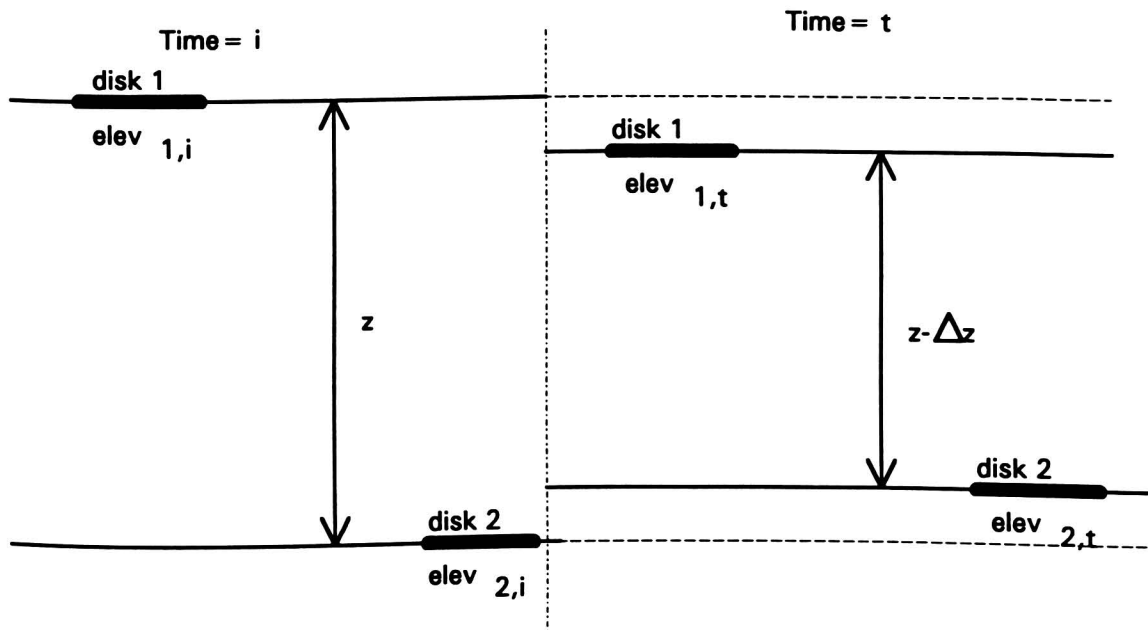 Time = i
Time = t
disk 1
elev 1,i
disk 1
elev 1,t
z
z-Δz
disk 2
elev 2,i
disk 2
elev 2,t